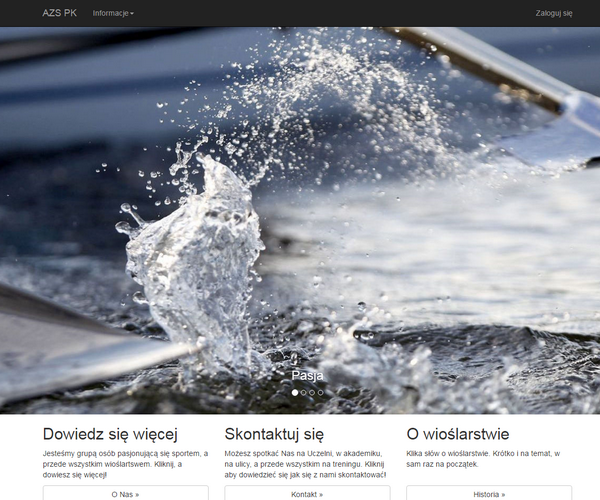 AZS PK Informacje Zaloguj się
Pasja
Dowiedz się więcej
Jesteśmy grupą osób pasjonującą się sportem, a
przede wszystkim wioślartswem. Kliknij, a
dowiesz się więcej!
O Nas »
Skontaktuj się
Możesz spotkać Nas na Uczelni, w akademiku,
na ulicy, a przede wszystkim na treningu. Kliknij
aby dowiedzieć się jak się z nami skontaktować!
Kontakt »
O wioślarstwie
Kilka słów o wioślarstwie. Krótko i na temat, w
sam raz na początek.
Historia »